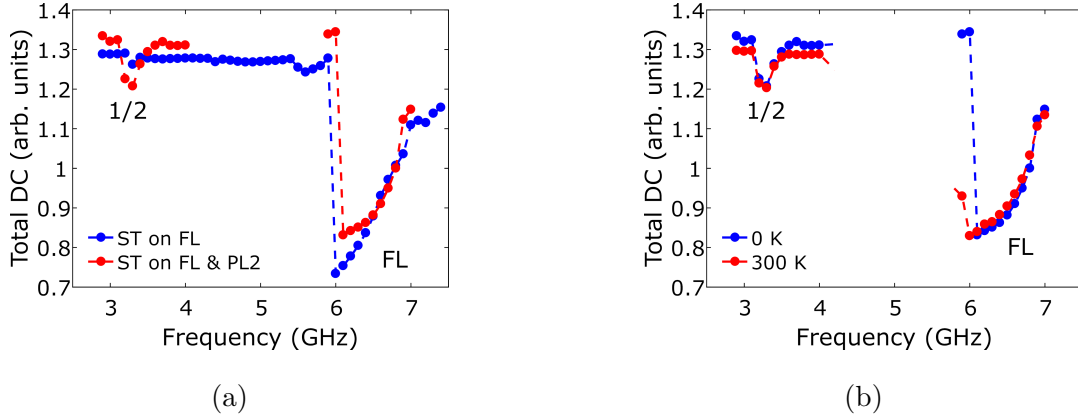 1.4
1.3
1.2
1.1
1
0.9
0.8
0.7
Total DC (arb. units)
1/2
ST on FL
ST on FL & PL2
FL
3 4 5 6 7
Frequency (GHz)
(a)
1.4
1.3
1.2
1.1
1
0.9
0.8
0.7
Total DC (arb. units)
1/2
0 K
300 K
FL
3 4 5 6 7
Frequency (GHz)
(b)